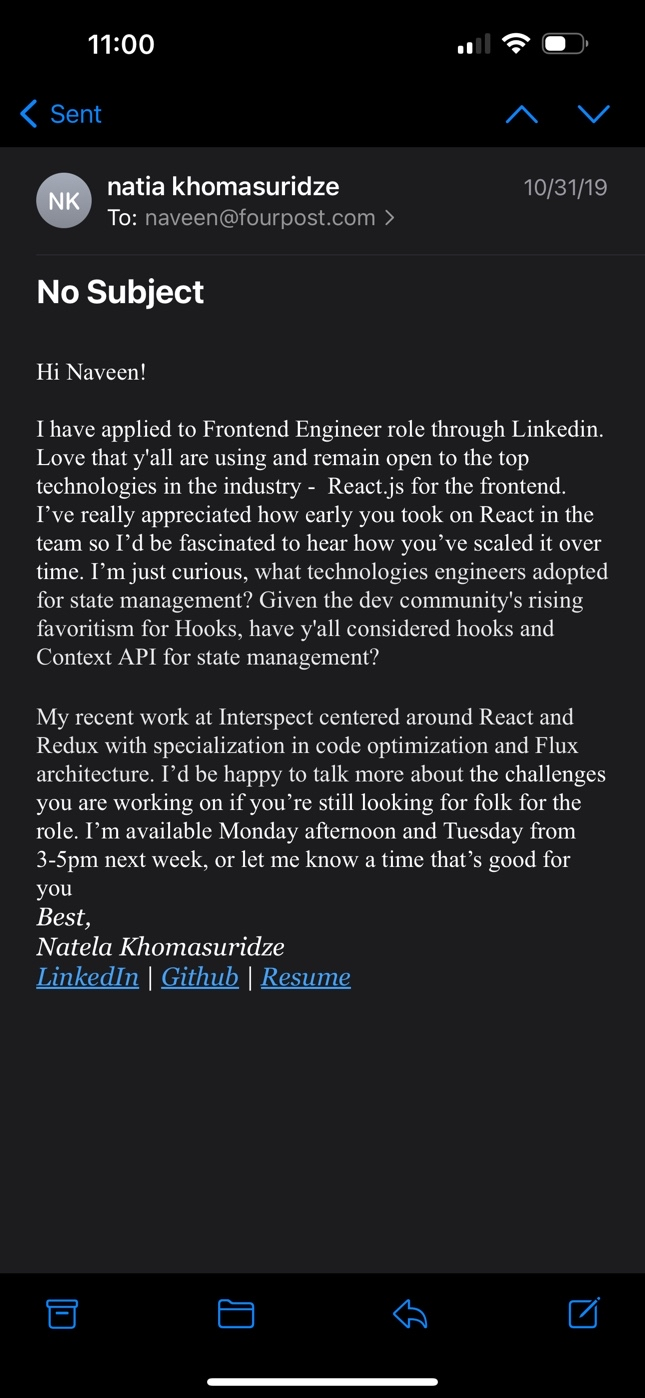 11:00
Sent
NK
natia khomasuridze
10/31/19
To: naveen@fourpost.com
No Subject
Hi Naveen!
I have applied to Frontend Engineer role through Linkedin.
Love that y'all are using and remain open to the top
technologies in the industry -  React.js for the frontend.
I’ve really appreciated how early you took on React in the
team so I’d be fascinated to hear how you’ve scaled it over
time. I’m just curious, what technologies engineers adopted
for state management? Given the dev community's rising
favoritism for Hooks, have y'all considered hooks and
Context API for state management?
My recent work at Interspect centered around React and
Redux with specialization in code optimization and Flux
architecture. I’d be happy to talk more about the challenges
you are working on if you’re still looking for folk for the
role. I’m available Monday afternoon and Tuesday from
3-5pm next week, or let me know a time that’s good for
you
Best,
Natela Khomasuridze
LinkedIn | Github | Resume